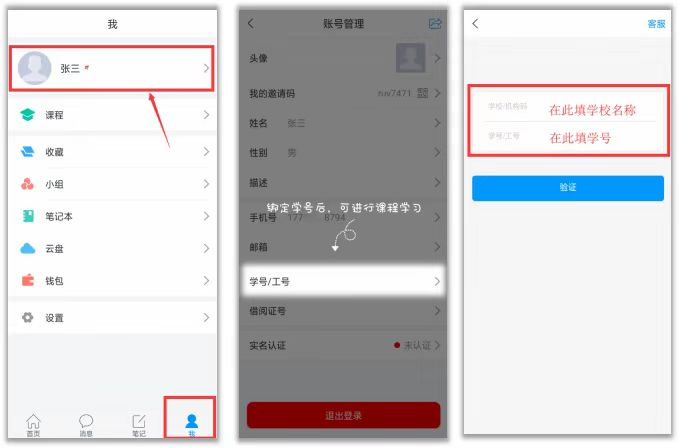 我
张三
课程
收藏
小组
笔记本
云盘
钱包
设置
首页
消息
笔记
我
账号管理
头像
我的邀请码 niv7471
姓名 张三
性别 男
描述
绑定学号后，可进行课程学习
手机号 177 8794
邮箱
学号/工号
借阅证号
实名认证 未认证
退出登录
客服
学校/机构码 在此填学校名称
学号/工号 在此填学号
验证